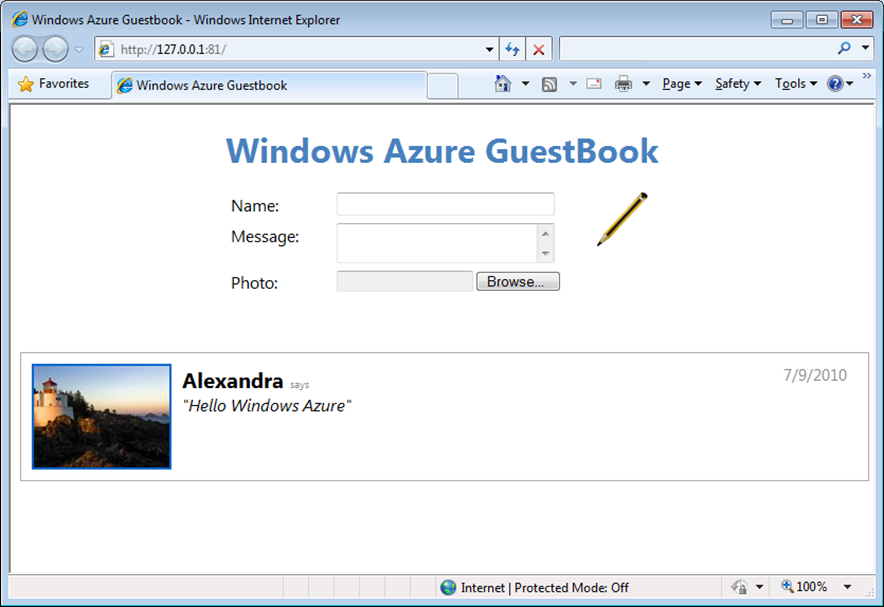 Windows Azure Guestbook - Windows Internet Explorer
http://127.0.0.1:81/
Favorites Windows Azure Guestbook Page Safety Tools
Windows Azure GuestBook
Name:
Message:
Photo: Browse...
Alexandra says 7/9/2010
"Hello Windows Azure"
Internet | Protected Mode: Off 100%